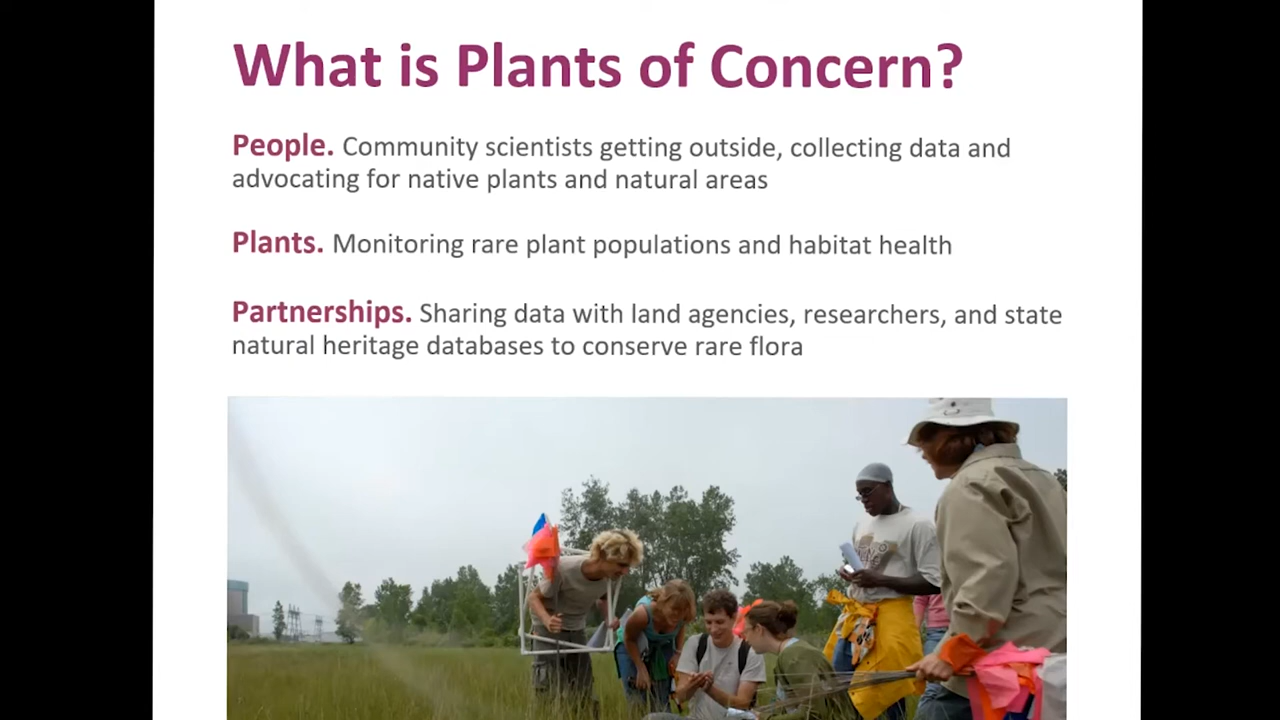 What is Plants of Concern?
People. Community scientists getting outside, collecting data and
advocating for native plants and natural areas
Plants. Monitoring rare plant populations and habitat health
Partnerships. Sharing data with land agencies, researchers, and state
natural heritage databases to conserve rare flora